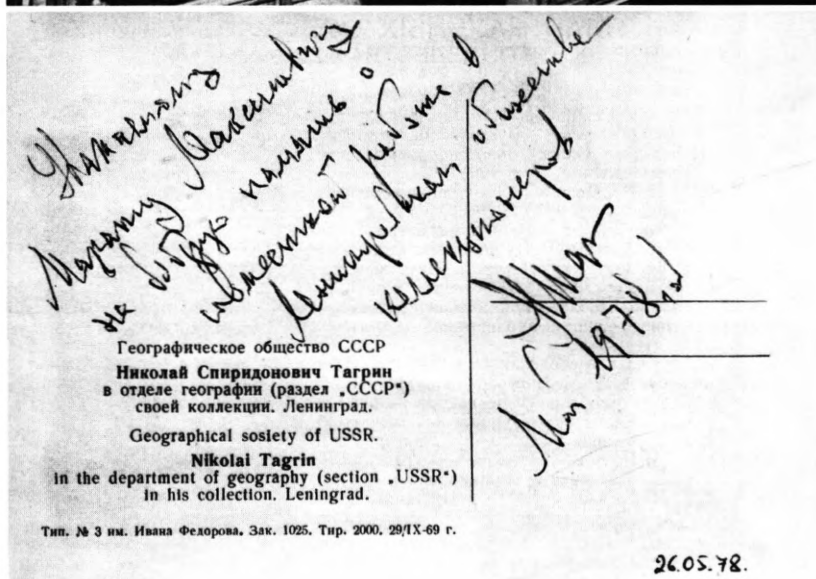 Уважаемому
Марату Максимовичу
на добрую память о
совместной работе в
Ленинградском обществе
коллекционеров
Май 1978 г.
Географическое общество СССР
Николай Спиридонович Тагрин
в отделе географии (раздел „СССР“)
своей коллекции. Ленинград.
Geographical sosiety of USSR.
Nikolai Tagrin
in the department of geography (section „USSR“)
in his collection. Leningrad.
Тип. № 3 им. Ивана Федорова. Зак. 1025. Тир. 2000. 29/IX-69 г.
26.05.78.